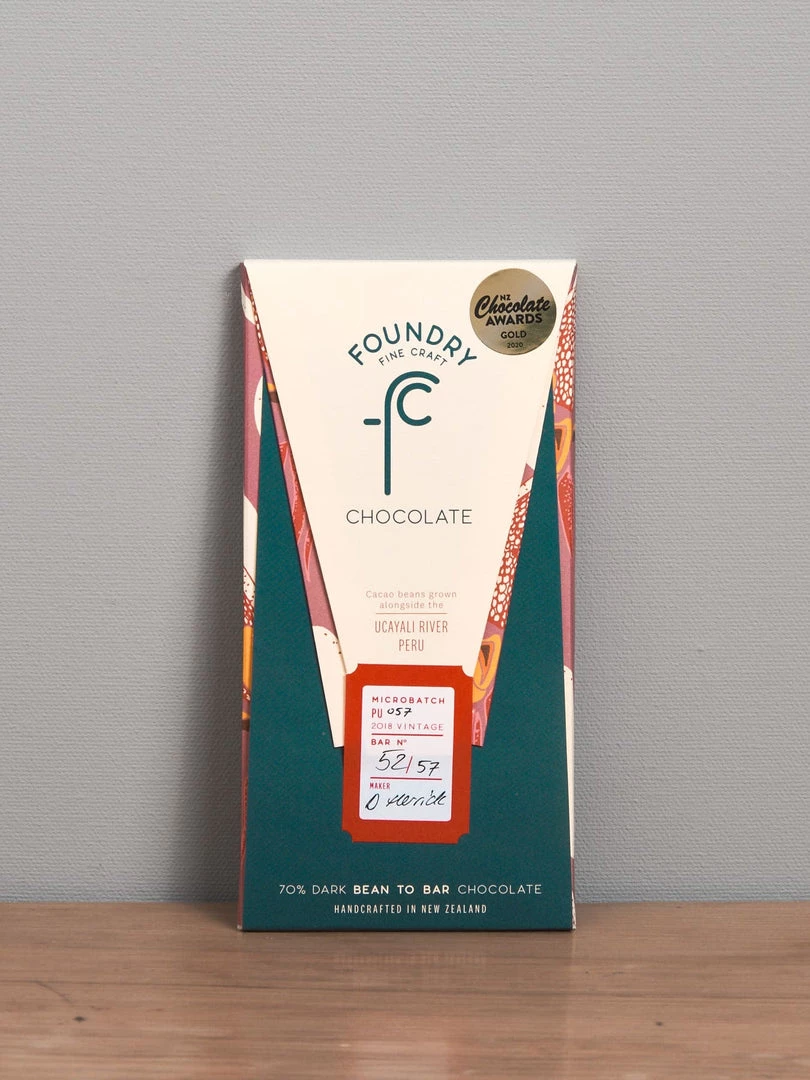 NZ
Chocolate
AWARDS
GOLD
2020
FOUNDRY
FINE CRAFT
fc
CHOCOLATE
Cacao beans grown
alongside the
UCAYALI RIVER
PERU
MICROBATCH
PU 057
2018 VINTAGE
BAR Nº
52/57
MAKER
D Herrick
70% DARK BEAN TO BAR CHOCOLATE
HANDCRAFTED IN NEW ZEALAND